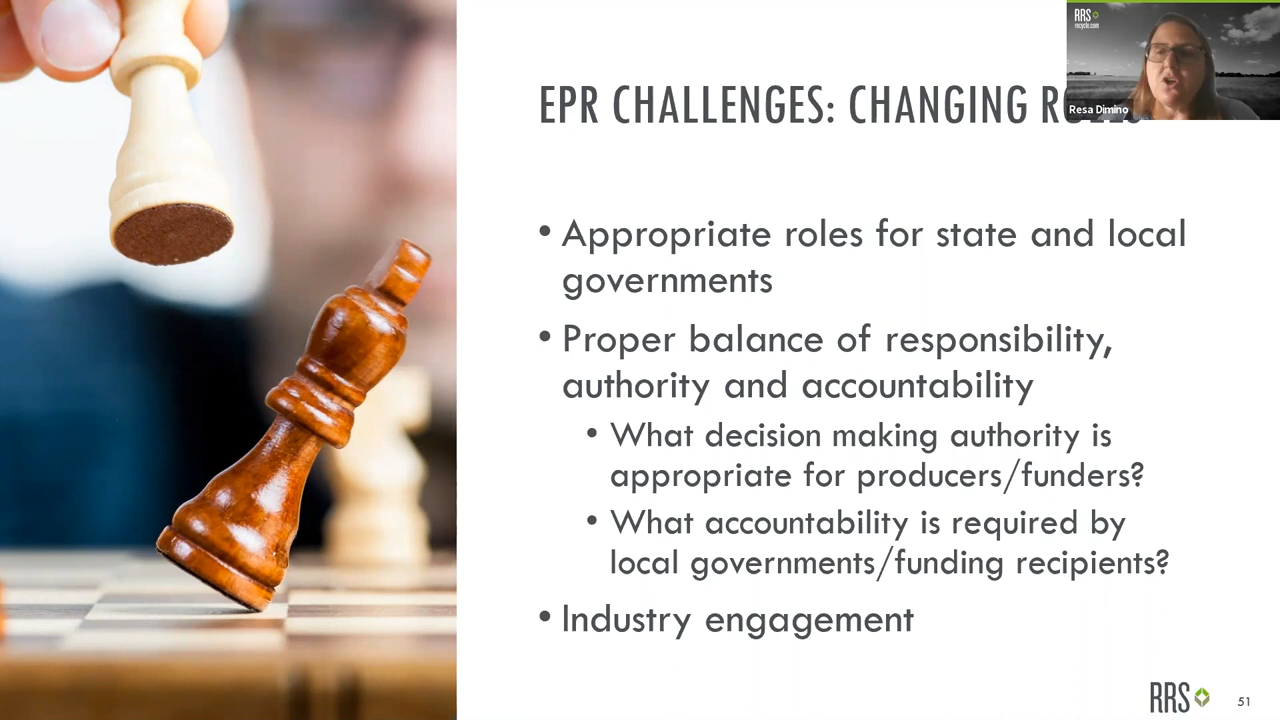 RRS
recycle.com
Resa Dimino
EPR CHALLENGES: CHANGING
• Appropriate roles for state and local
governments
• Proper balance of responsibility,
authority and accountability
• What decision making authority is
appropriate for producers/funders?
• What accountability is required by
local governments/funding recipients?
• Industry engagement
RRS
51